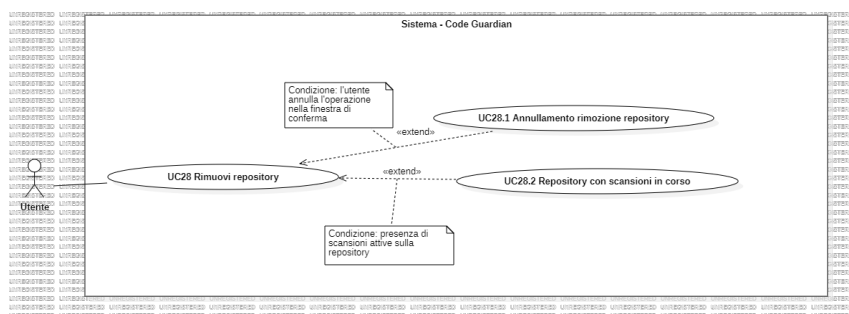 Sistema - Code Guardian
Condizione: l'utente
annulla l'operazione
nella finestra di
conferma
UC28.1 Annullamento rimozione repository
«extend»
UC28 Rimuovi repository
«extend»
UC28.2 Repository con scansioni in corso
Utente
Condizione: presenza di
scansioni attive sulla
repository